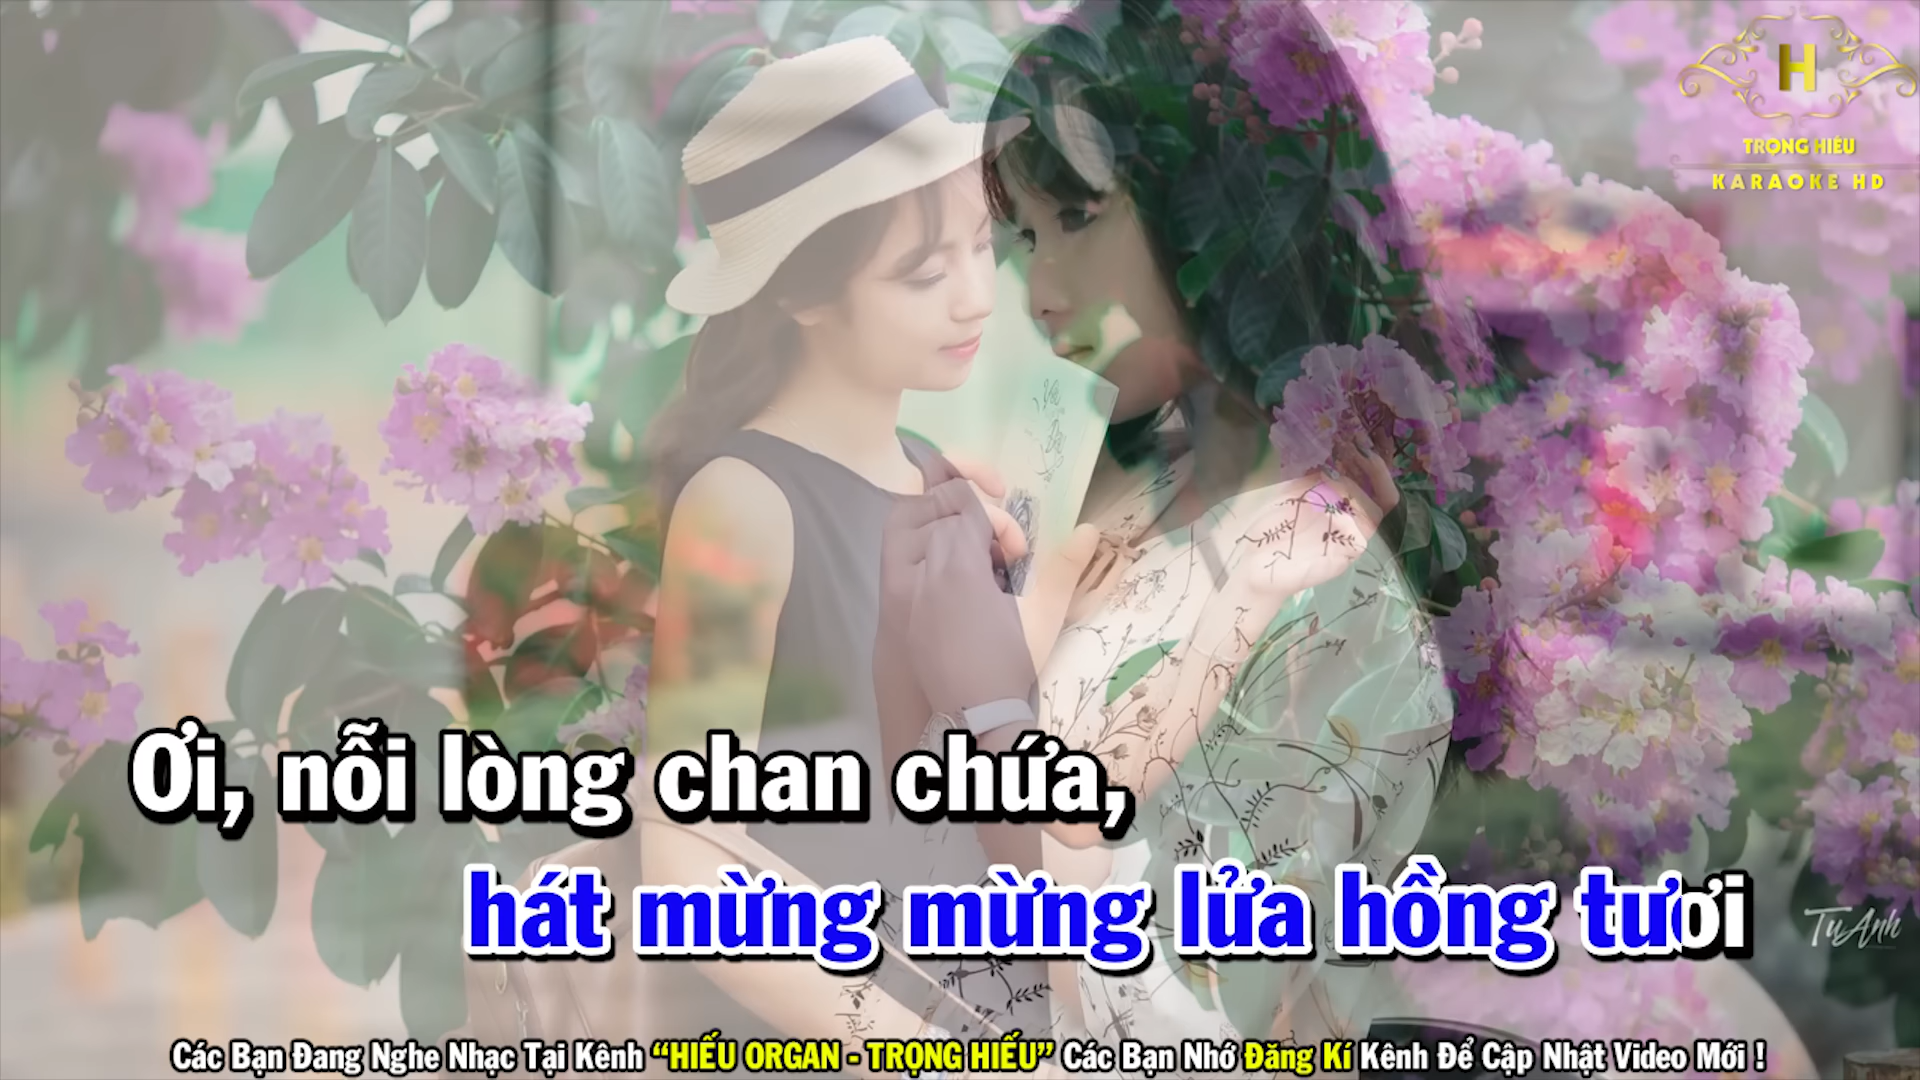 H
TRỌNG HIẾU
KARAOKE HD
Ơi, nỗi lòng chan chứa,
hát mừng mừng lửa hồng tươi
TuAnh
Các Bạn Đang Nghe Nhạc Tại Kênh “HIẾU ORGAN - TRỌNG HIẾU” Các Bạn Nhớ Đăng Kí Kênh Để Cập Nhật Video Mới !